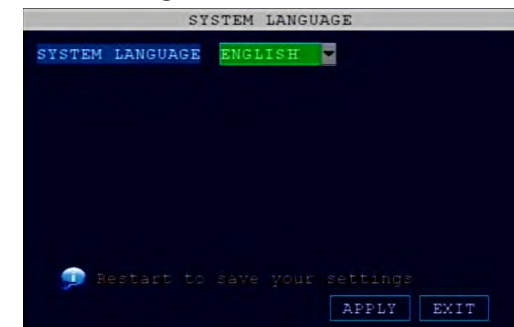 SYSTEM LANGUAGE
SYSTEM LANGUAGE ENGLISH
Restart to save your settings
APPLY EXIT